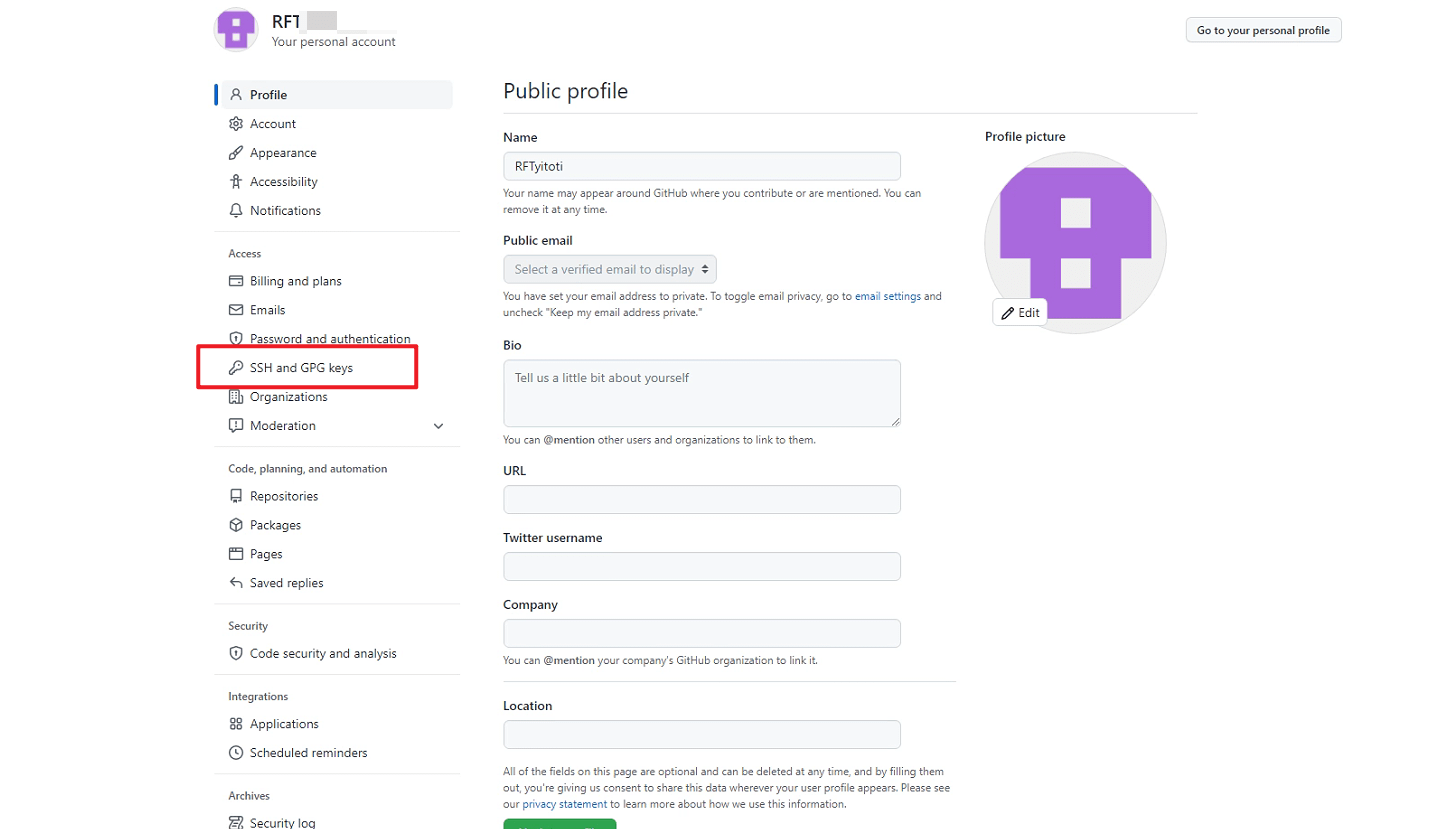 RFT
Your personal account
Go to your personal profile
Profile
Account
Appearance
Accessibility
Notifications
Access
Billing and plans
Emails
Password and authentication
SSH and GPG keys
Organizations
Moderation
Code, planning, and automation
Repositories
Packages
Pages
Saved replies
Security
Code security and analysis
Integrations
Applications
Scheduled reminders
Archives
Security log
Public profile
Name
RFTyitoti
Your name may appear around GitHub where you contribute or are mentioned. You can
remove it at any time.
Public email
Select a verified email to display
You have set your email address to private. To toggle email privacy, go to email settings and
uncheck "Keep my email address private."
Bio
Tell us a little bit about yourself
You can @mention other users and organizations to link to them.
URL
Twitter username
Company
You can @mention your company's GitHub organization to link it.
Location
All of the fields on this page are optional and can be deleted at any time, and by filling them
out, you're giving us consent to share this data wherever your user profile appears. Please see
our privacy statement to learn more about how we use this information.
Profile picture
Edit